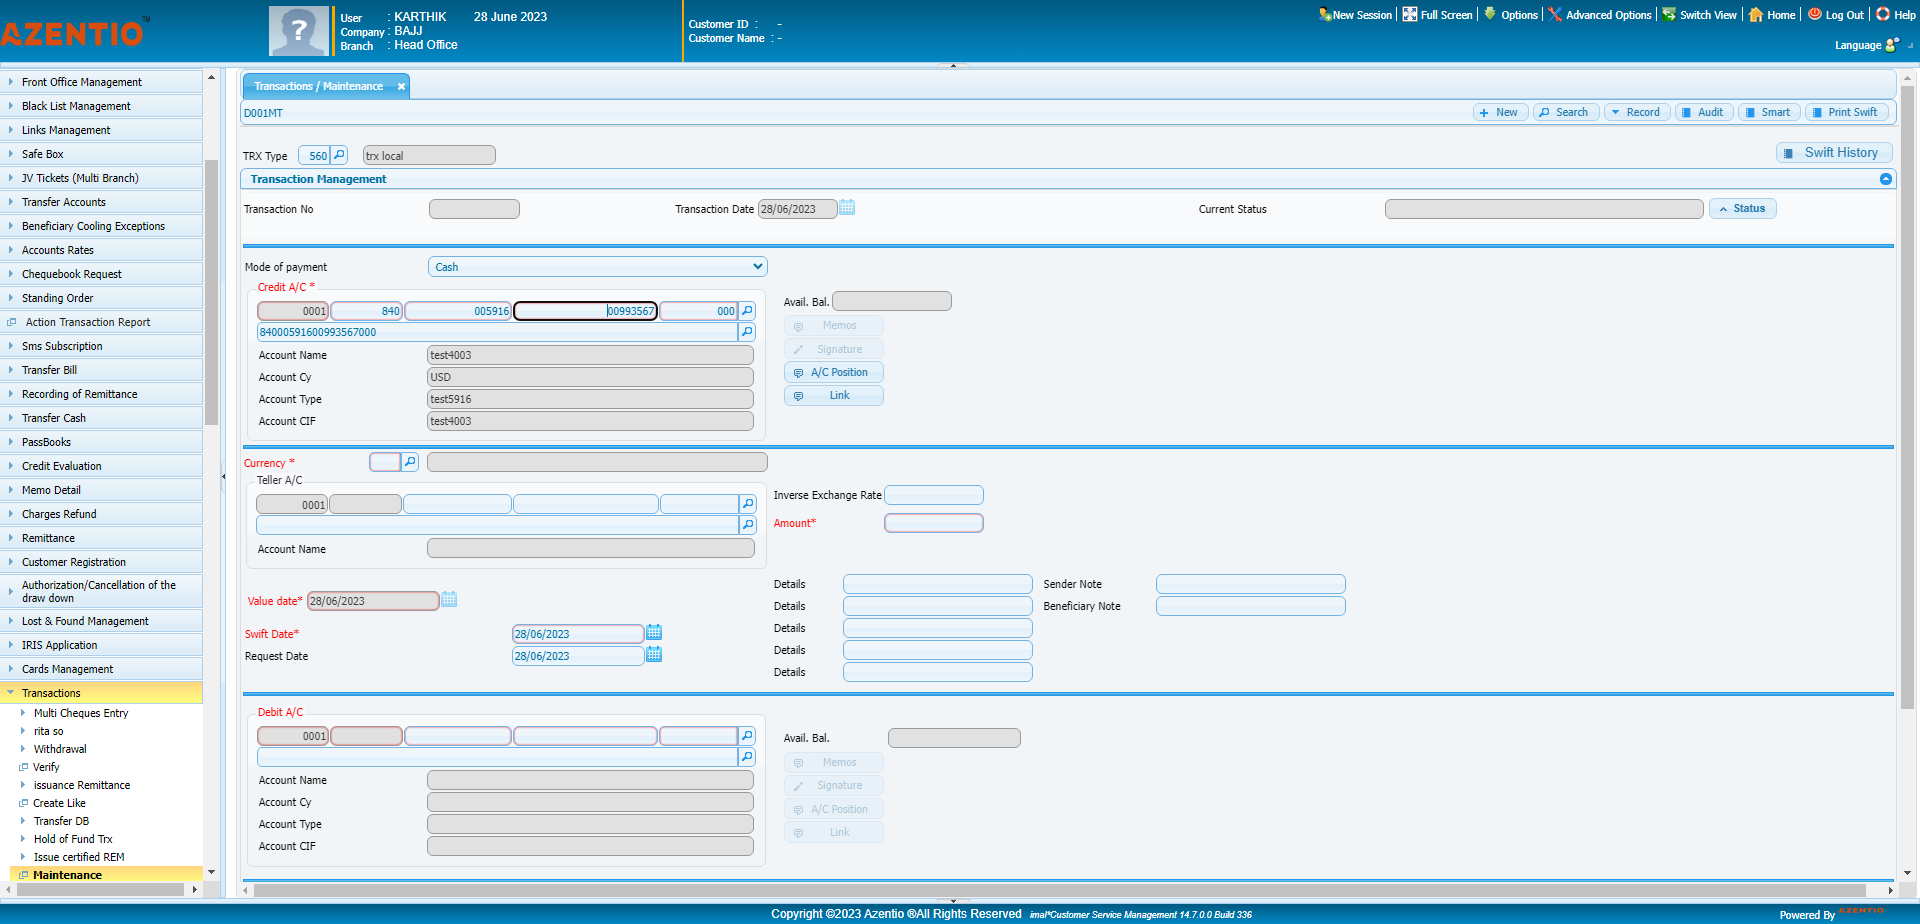 AZENTIO™
User : KARTHIK 28 June 2023
Company : BAJJ
Branch : Head Office
Customer ID : -
Customer Name : -
New Session Full Screen Options Advanced Options Switch View Home Log Out Help
Language
Front Office Management
Black List Management
Links Management
Safe Box
JV Tickets (Multi Branch)
Transfer Accounts
Beneficiary Cooling Exceptions
Accounts Rates
Chequebook Request
Standing Order
Action Transaction Report
Sms Subscription
Transfer Bill
Recording of Remittance
Transfer Cash
PassBooks
Credit Evaluation
Memo Detail
Charges Refund
Remittance
Customer Registration
Authorization/Cancellation of the
draw down
Lost & Found Management
IRIS Application
Cards Management
Transactions
Multi Cheques Entry
rita so
Withdrawal
Verify
issuance Remittance
Create Like
Transfer DB
Hold of Fund Trx
Issue certified REM
Maintenance
Transactions / Maintenance
D001MT
New Search Record Audit Smart Print Swift
TRX Type 560 trx local
Swift History
Transaction Management
Transaction No Transaction Date 28/06/2023 Current Status Status
Mode of payment Cash
Credit A/C *
0001 840 005916 00993567 000
84000591600993567000
Account Name test4003
Account Cy USD
Account Type test5916
Account CIF test4003
Avail. Bal.
Memos
Signature
A/C Position
Link
Currency *
Teller A/C
0001
Account Name
Inverse Exchange Rate
Amount*
Value date* 28/06/2023
Swift Date* 28/06/2023
Request Date 28/06/2023
Details Sender Note
Details Beneficiary Note
Details
Details
Details
Debit A/C
0001
Account Name
Account Cy
Account Type
Account CIF
Avail. Bal.
Memos
Signature
A/C Position
Link
Copyright ©2023 Azentio ®All Rights Reserved imal*Customer Service Management 14.7.0.0 Build 336
Powered By AZENTIO